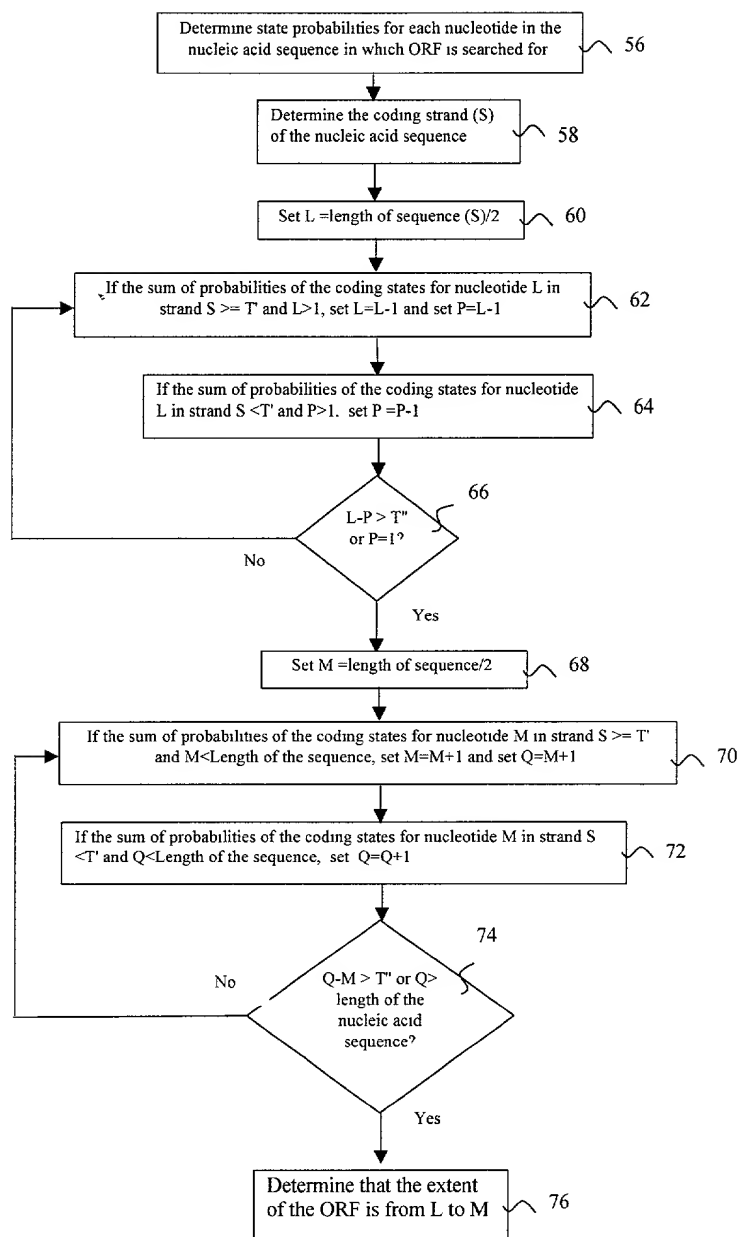 Determine state probabilities for each nucleotide in the
nucleic acid sequence in which ORF is searched for
56
Determine the coding strand (S)
of the nucleic acid sequence
58
Set L =length of sequence (S)/2
60
If the sum of probabilities of the coding states for nucleotide L in
strand S >= T' and L>1, set L=L-1 and set P=L-1
62
If the sum of probabilities of the coding states for nucleotide
L in strand S <T' and P>1. set P =P-1
64
66
L-P > T"
or P=1?
No
Yes
Set M =length of sequence/2
68
If the sum of probabilities of the coding states for nucleotide M in strand S >= T'
and M<Length of the sequence, set M=M+1 and set Q=M+1
70
If the sum of probabilities of the coding states for nucleotide M in strand S
<T' and Q<Length of the sequence, set Q=Q+1
72
74
No
Q-M > T" or Q>
length of the
nucleic acid
sequence?
Yes
Determine that the extent
of the ORF is from L to M
76